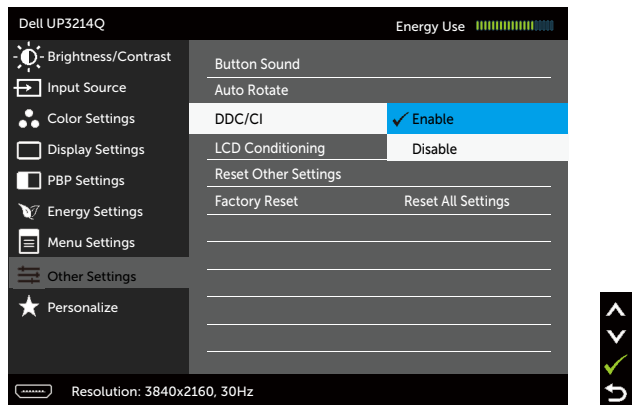 Dell UP3214Q
Energy Use
Brightness/Contrast
Input Source
Color Settings
Display Settings
PBP Settings
Energy Settings
Menu Settings
Other Settings
Personalize
Button Sound
Auto Rotate
DDC/CI
Enable
LCD Conditioning
Disable
Reset Other Settings
Factory Reset
Reset All Settings
Resolution: 3840x2160, 30Hz